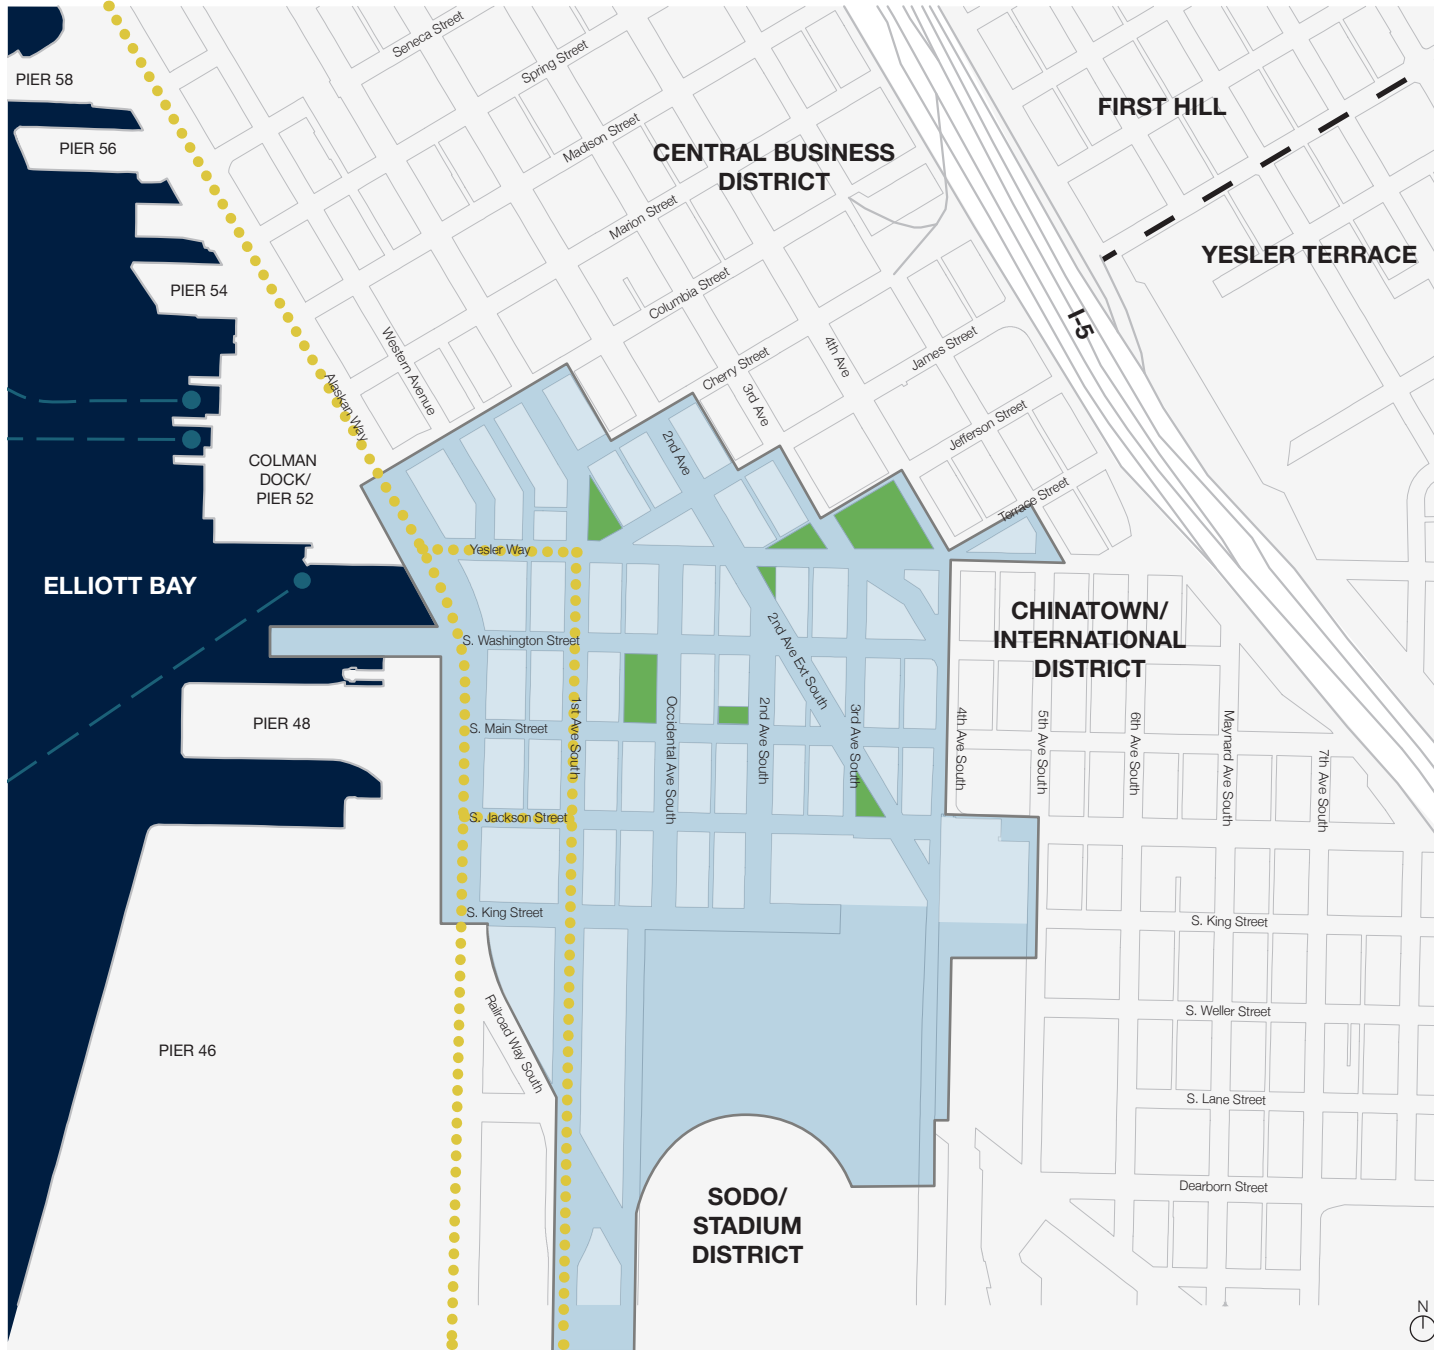 Seneca Street
Spring Street
PIER 58
FIRST HILL
Madison Street
PIER 56
CENTRAL BUSINESS
DISTRICT
Marion Street
YESLER TERRACE
PIER 54
Columbia Street
I-5
Western Avenue
Alaskan Way
Cherry Street
3rd Ave
4th Ave
James Street
Jefferson Street
2nd Ave
COLMAN
DOCK/
PIER 52
Terrace Street
Yesler Way
ELLIOTT BAY
CHINATOWN/
INTERNATIONAL
DISTRICT
S. Washington Street
2nd Ave Ext South
PIER 48
S. Main Street
1st Ave South
Occidental Ave South
2nd Ave South
3rd Ave South
4th Ave South
5th Ave South
6th Ave South
Maynard Ave South
7th Ave South
S. Jackson Street
S. King Street
S. King Street
Railroad Way South
S. Weller Street
PIER 46
S. Lane Street
Dearborn Street
SODO/
STADIUM
DISTRICT
N